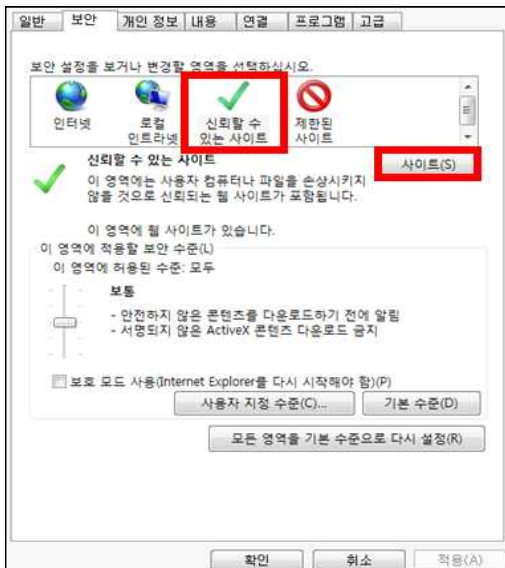 일반 보안 개인 정보 내용 연결 프로그램 고급
보안 설정을 보거나 변경할 영역을 선택하십시오.
인터넷 로컬 인트라넷 신뢰할 수 있는 사이트 제한된 사이트
신뢰할 수 있는 사이트
사이트(S)
이 영역에는 사용자 컴퓨터나 파일을 손상시키지
않을 것으로 신뢰되는 웹 사이트가 포함됩니다.
이 영역에 웹 사이트가 있습니다.
이 영역에 적용할 보안 수준(L)
이 영역에 허용된 수준: 모두
보통
- 안전하지 않은 콘텐츠를 다운로드하기 전에 알림
- 서명되지 않은 ActiveX 콘텐츠 다운로드 금지
보호 모드 사용(Internet Explorer를 다시 시작해야 함)(P)
사용자 지정 수준(C)... 기본 수준(D)
모든 영역을 기본 수준으로 다시 설정(R)
확인 취소 적용(A)